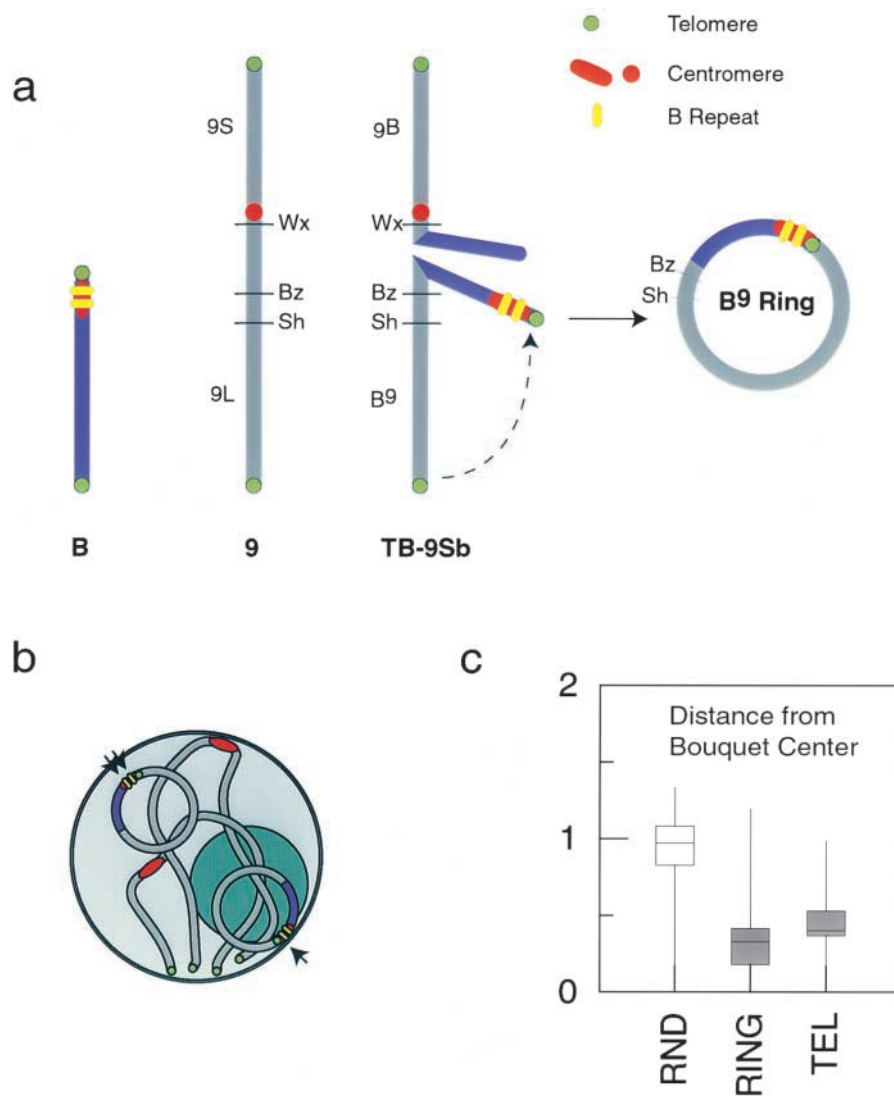 a
Telomere
Centromere
B Repeat
9S
Wx
Bz
Sh
9L
9B
Wx
Bz
Sh
B9
Bz
Sh
B9 Ring
B
9
TB-9Sb
b
c
2
1
0
Distance from
Bouquet Center
RND
RING
TEL